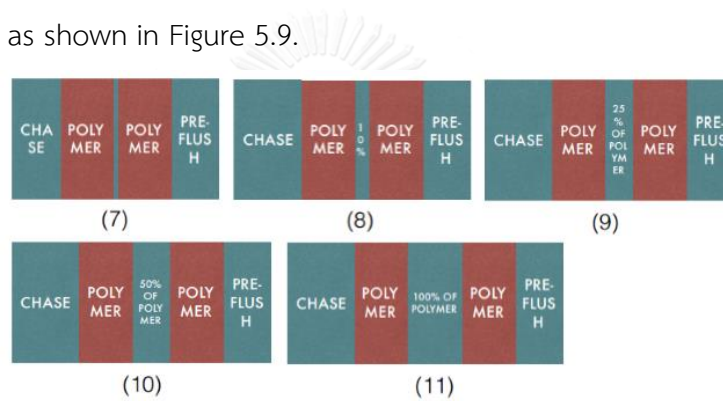 as shown in Figure 5.9.
CHA
SE
POLY
MER
POLY
MER
PRE-
FLUS
H
CHASE
POLY
MER
1
0
%
POLY
MER
PRE-
FLUS
H
CHASE
POLY
MER
25
%
OF
POL
YM
ER
POLY
MER
PRE-
FLUS
H
(7)
(8)
(9)
CHASE
POLY
MER
50%
OF
POLY
MER
POLY
MER
PRE-
FLUS
H
CHASE
POLY
MER
100% OF
POLYMER
POLY
MER
PRE-
FLUS
H
(10)
(11)